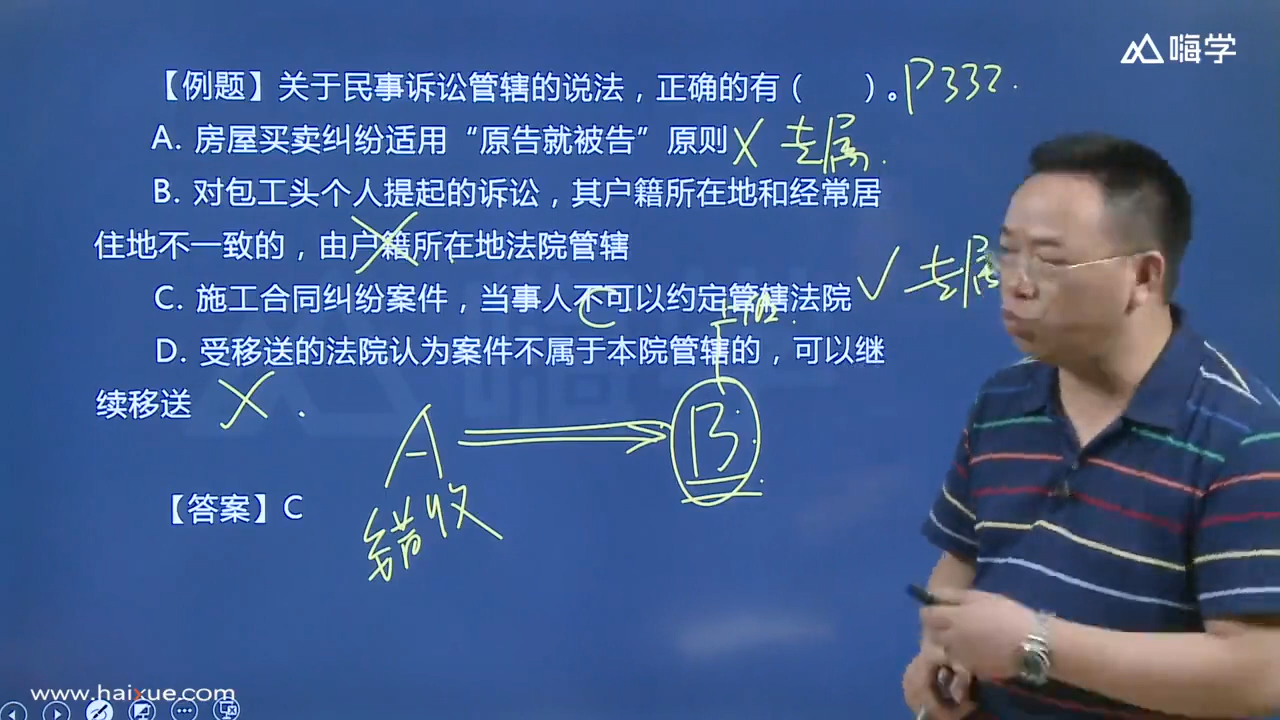 嗨学
【例题】关于民事诉讼管辖的说法，正确的有（　　）。P332.
A. 房屋买卖纠纷适用“原告就被告”原则 X 专属.
B. 对包工头个人提起的诉讼，其户籍所在地和经常居
住地不一致的，由户籍所在地法院管辖
C. 施工合同纠纷案件，当事人不可以约定管辖法院 ✓ 专属
上级.
D. 受移送的法院认为案件不属于本院管辖的，可以继
续移送 X .
A B
错收
【答案】C
www.haixue.com